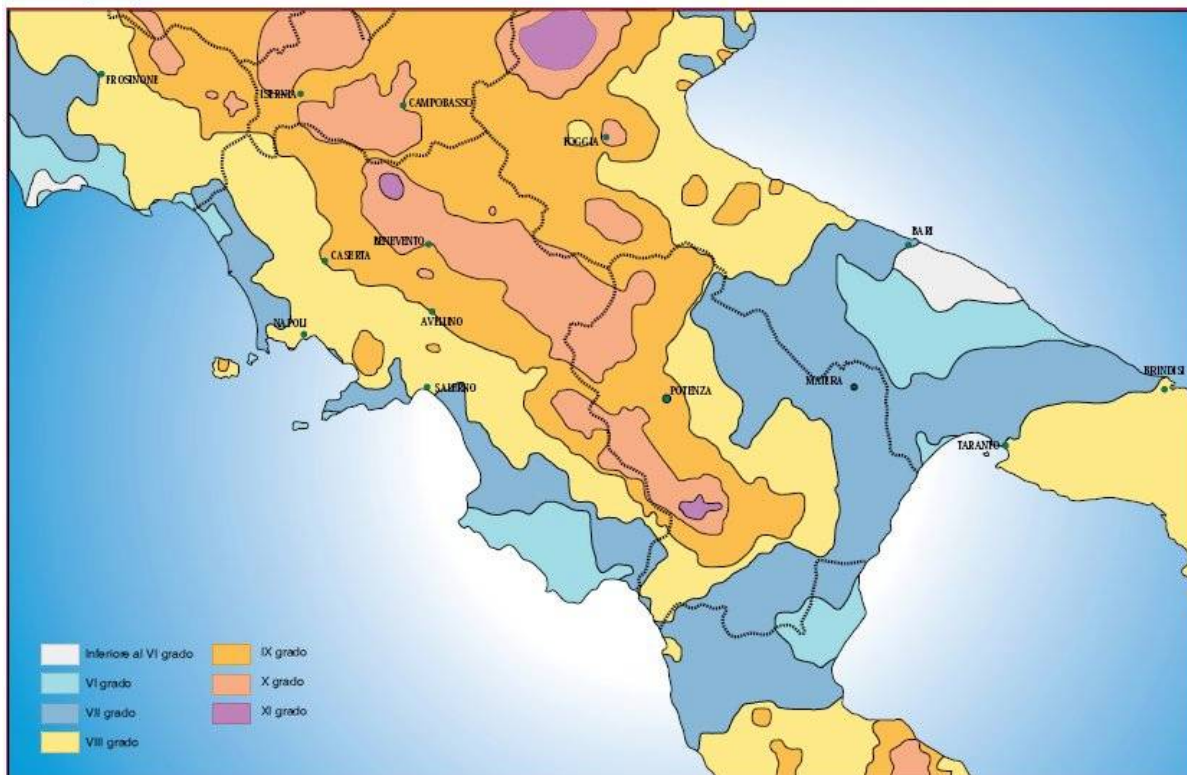 FROSINONE
ISERNIA
CAMPOBASSO
FOGGIA
BENEVENTO
CASERTA
BARI
NAPOLI
AVELLINO
SALERNO
POTENZA
MATERA
BRINDISI
TARANTO
Inferiore al VI grado
VI grado
VII grado
VIII grado
IX grado
X grado
XI grado